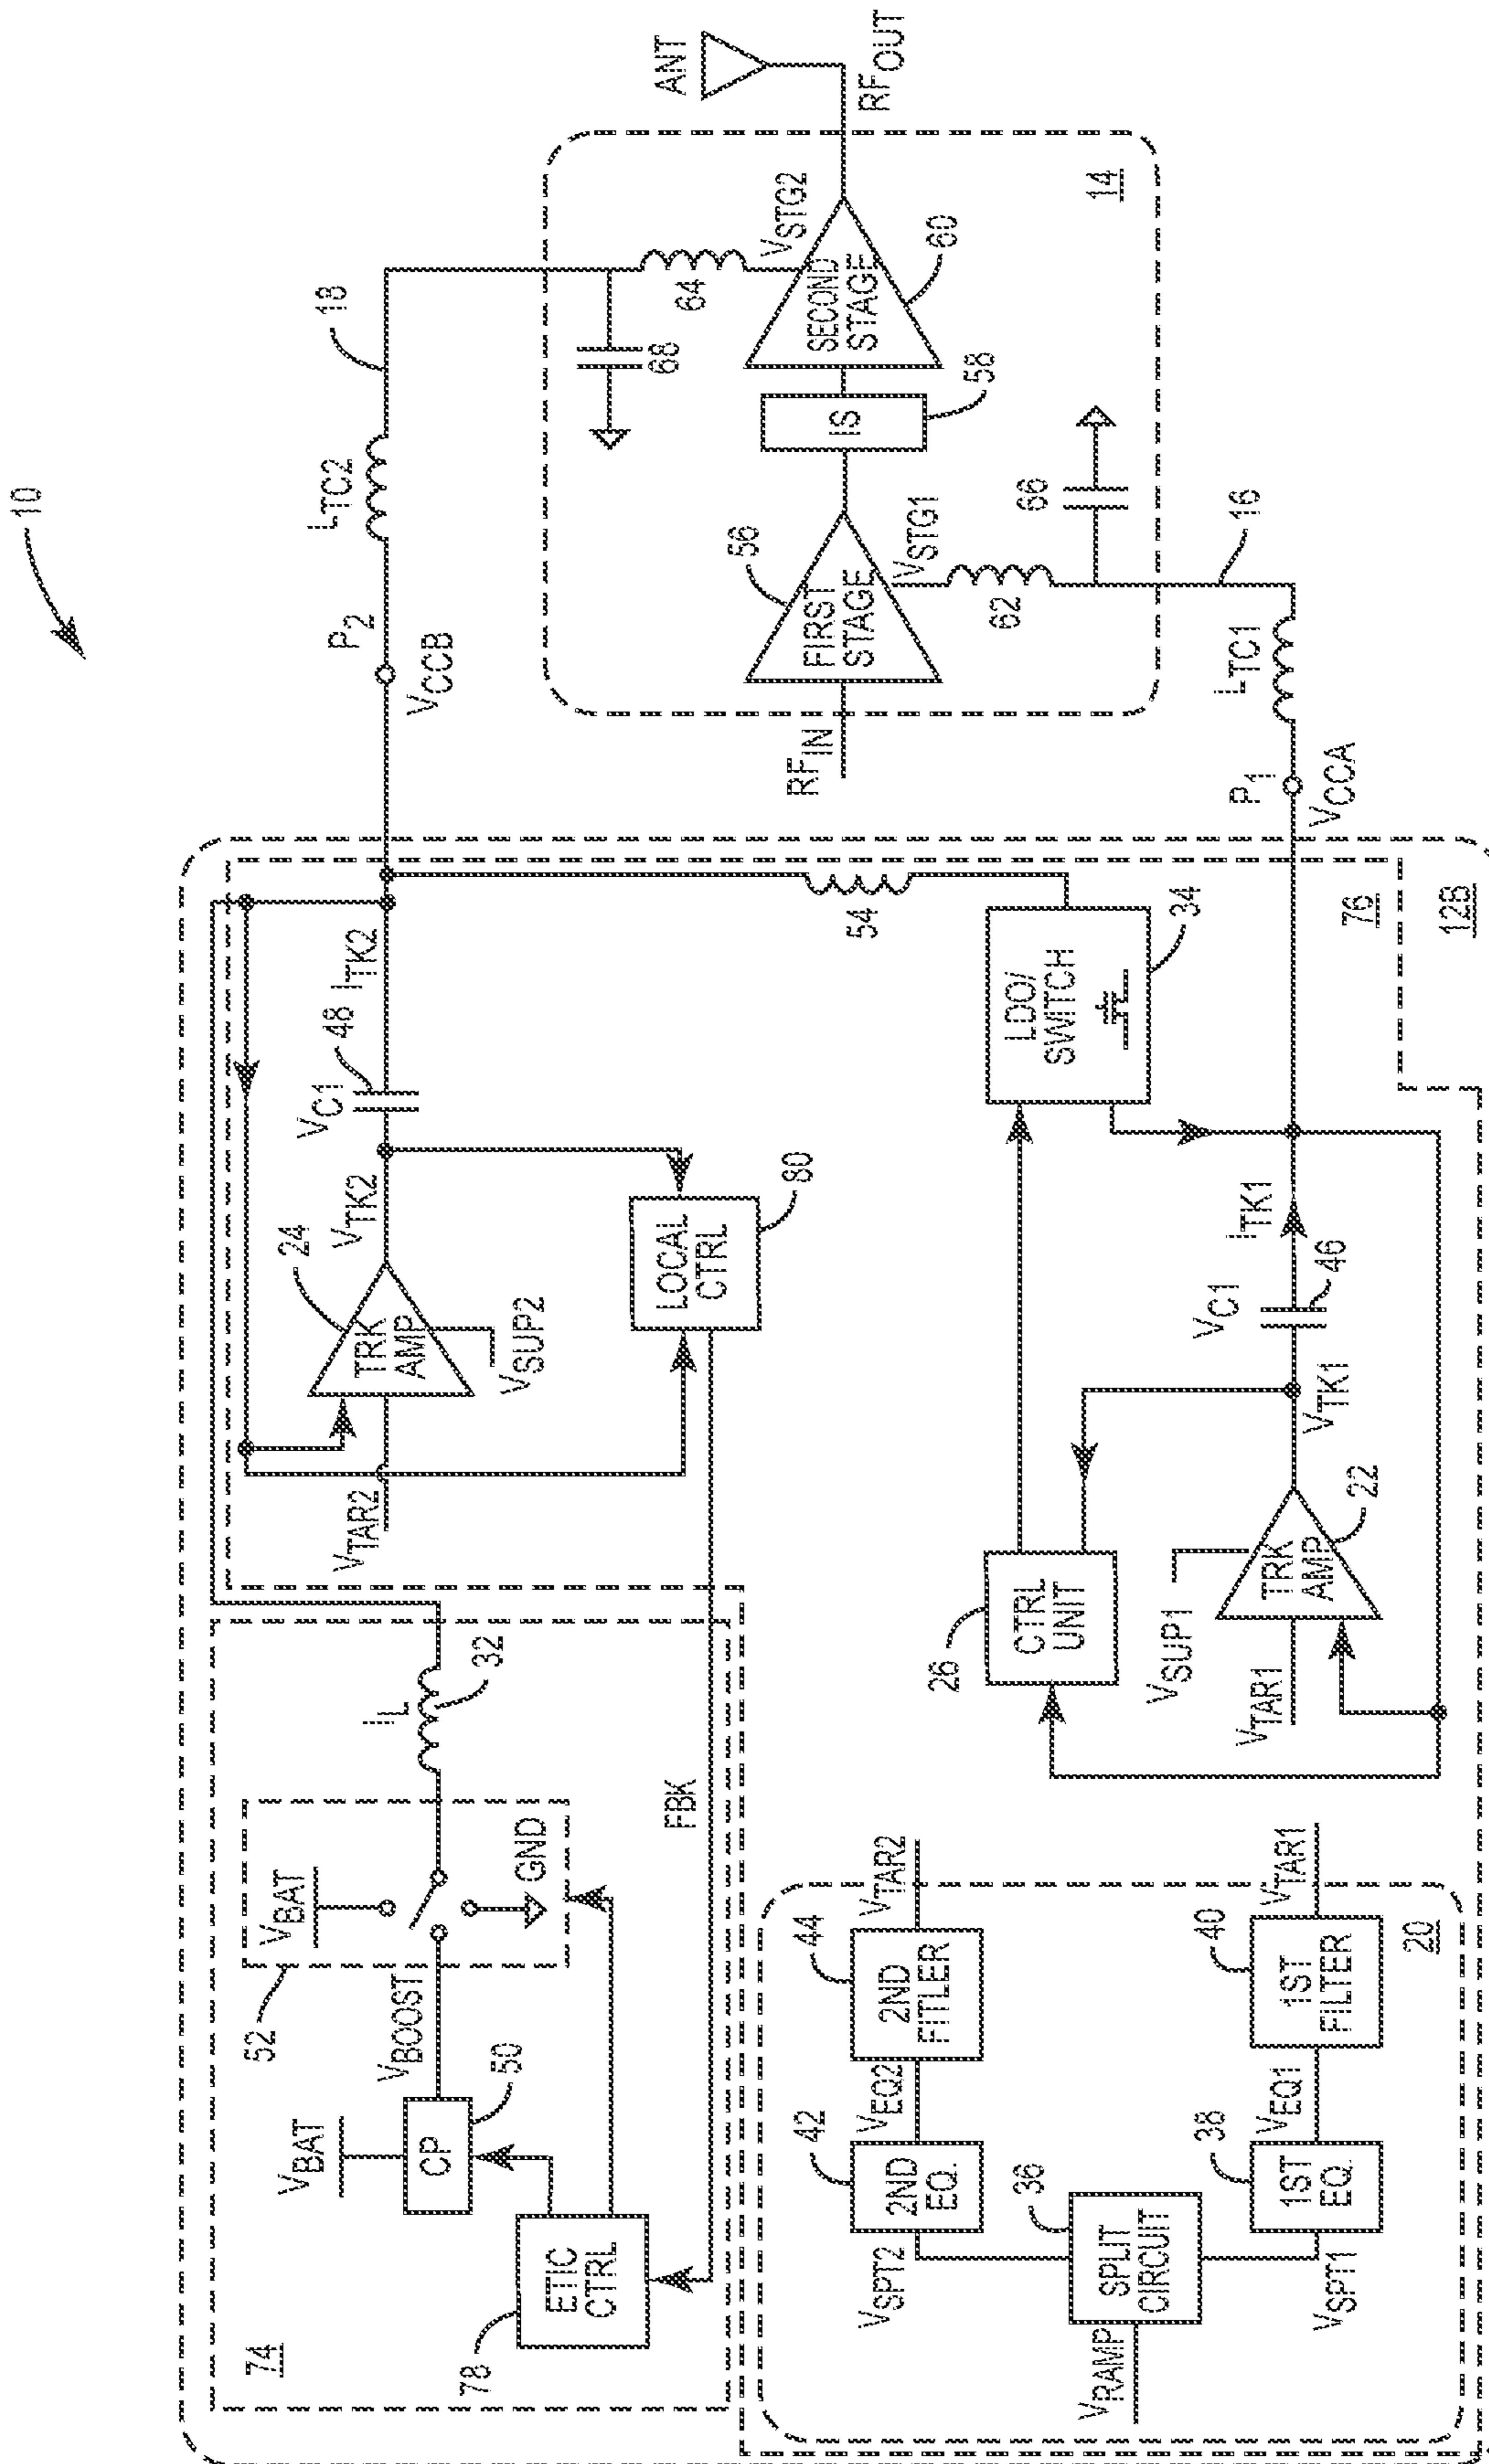 10
ANT
RF_OUT
18
L_TC2
P_2
V_CCB
14
V_STG2
60
SECOND
STAGE
64
68
58
IS
56
FIRST
STAGE
V_STG1
62
66
16
RF_IN
L_TC1
P_1
V_CCA
76
12B
54
34
LDO/
SWITCH
I_TK2
48
V_C1
V_TK2
24
TRK
AMP
V_SUP2
V_TAR2
80
LOCAL
CTRL
I_TK1
46
V_C1
V_TK1
22
TRK
AMP
V_SUP1
V_TAR1
26
CTRL
UNIT
FBK
32
I_L
V_BAT
GND
52
V_BOOST
V_BAT
50
CP
78
ETIC
CTRL
74
V_TAR2
44
2ND
FITLER
V_EQ2
42
2ND
EQ.
V_SPT2
36
SPLIT
CIRCUIT
V_RAMP
V_TAR1
20
40
1ST
FILTER
V_EQ1
38
1ST
EQ.
V_SPT1